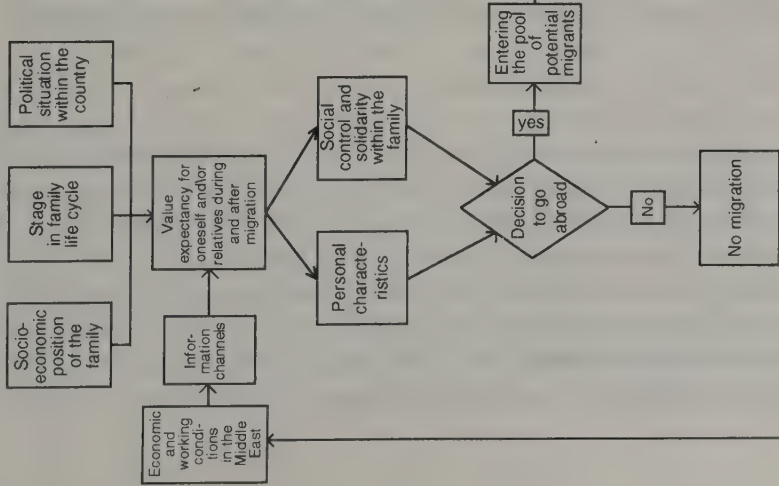 Socio-
economic
position
of the
family
Stage
in family
life cycle
Political
situation
within the
country
Economic
and
working
condi-
tions
in the
Middle
East
Infor-
mation
channels
Value
expectancy for
oneself and\or
relatives during
and after
migration
Personal
characte-
ristics
Social
control and
solidarity
within the
family
Decision
to go
abroad
yes
Entering
the pool
of
potential
migrants
No
No migration